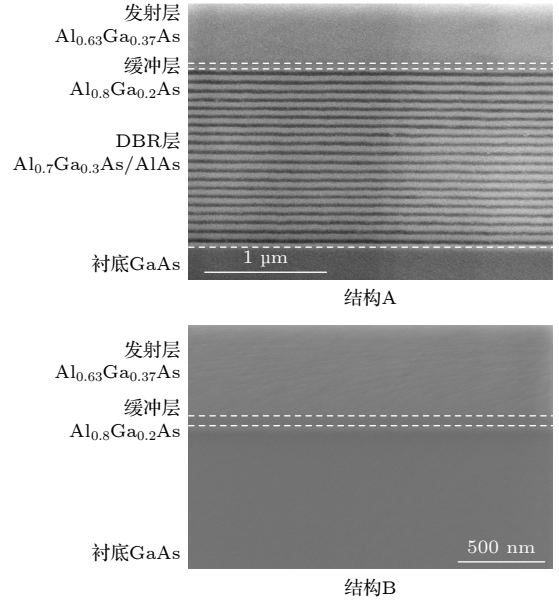 发射层
Al0.63Ga0.37As
缓冲层
Al0.8Ga0.2As
DBR层
Al0.7Ga0.3As/AlAs
衬底GaAs
1 μm
结构A
发射层
Al0.63Ga0.37As
缓冲层
Al0.8Ga0.2As
衬底GaAs
500 nm
结构B